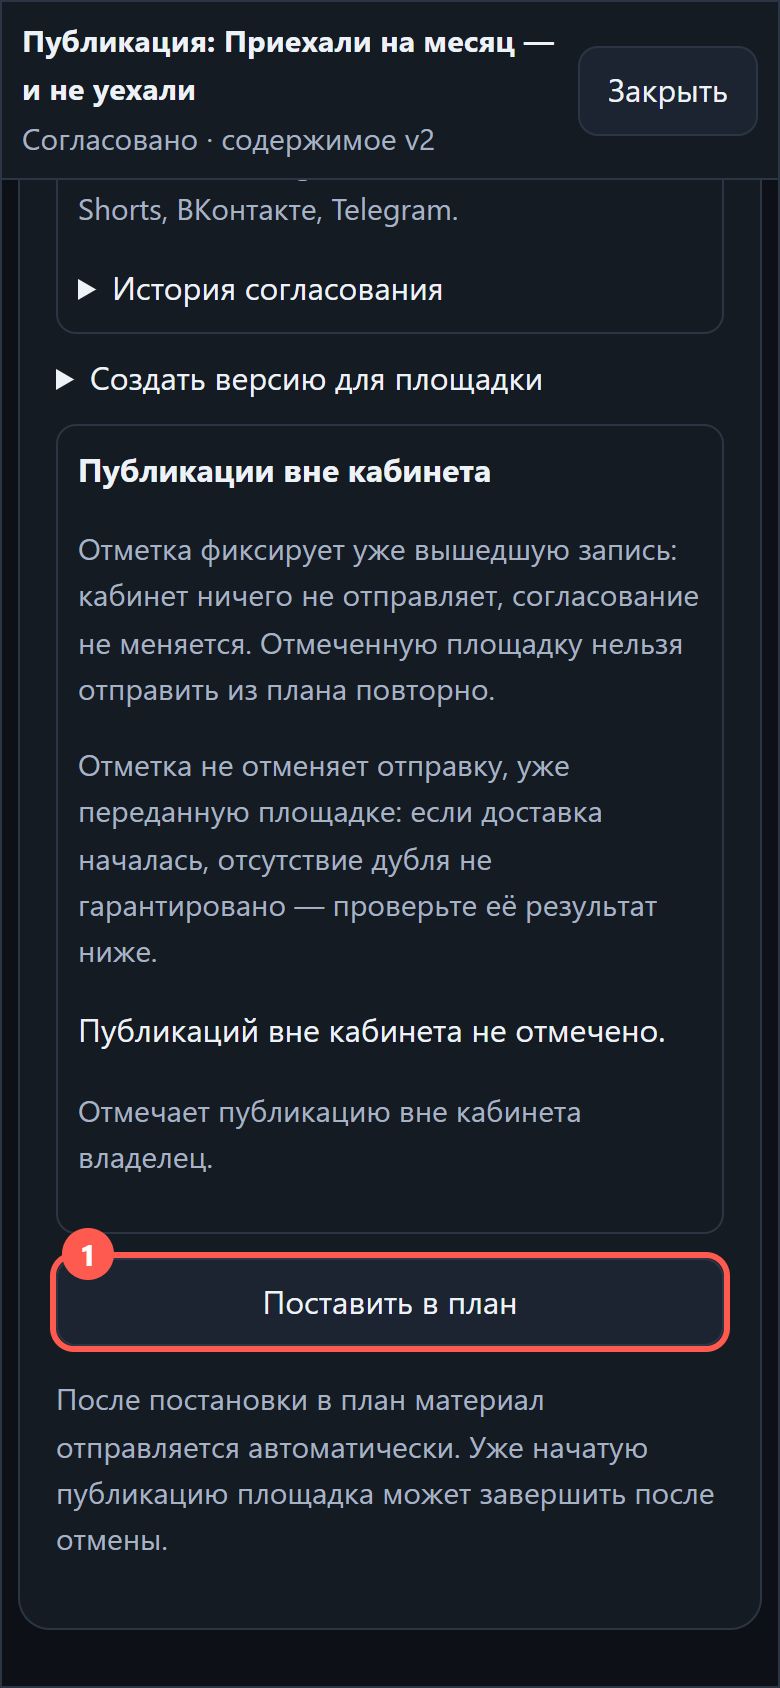 Публикация: Приехали на месяц —
и не уехали
Согласовано · содержимое v2
Закрыть
Shorts, ВКонтакте, Telegram.
История согласования
Создать версию для площадки
Публикации вне кабинета
Отметка фиксирует уже вышедшую запись:
кабинет ничего не отправляет, согласование
не меняется. Отмеченную площадку нельзя
отправить из плана повторно.
Отметка не отменяет отправку, уже
переданную площадке: если доставка
началась, отсутствие дубля не
гарантировано — проверьте её результат
ниже.
Публикаций вне кабинета не отмечено.
Отмечает публикацию вне кабинета
владелец.
1
Поставить в план
После постановки в план материал
отправляется автоматически. Уже начатую
публикацию площадка может завершить после
отмены.